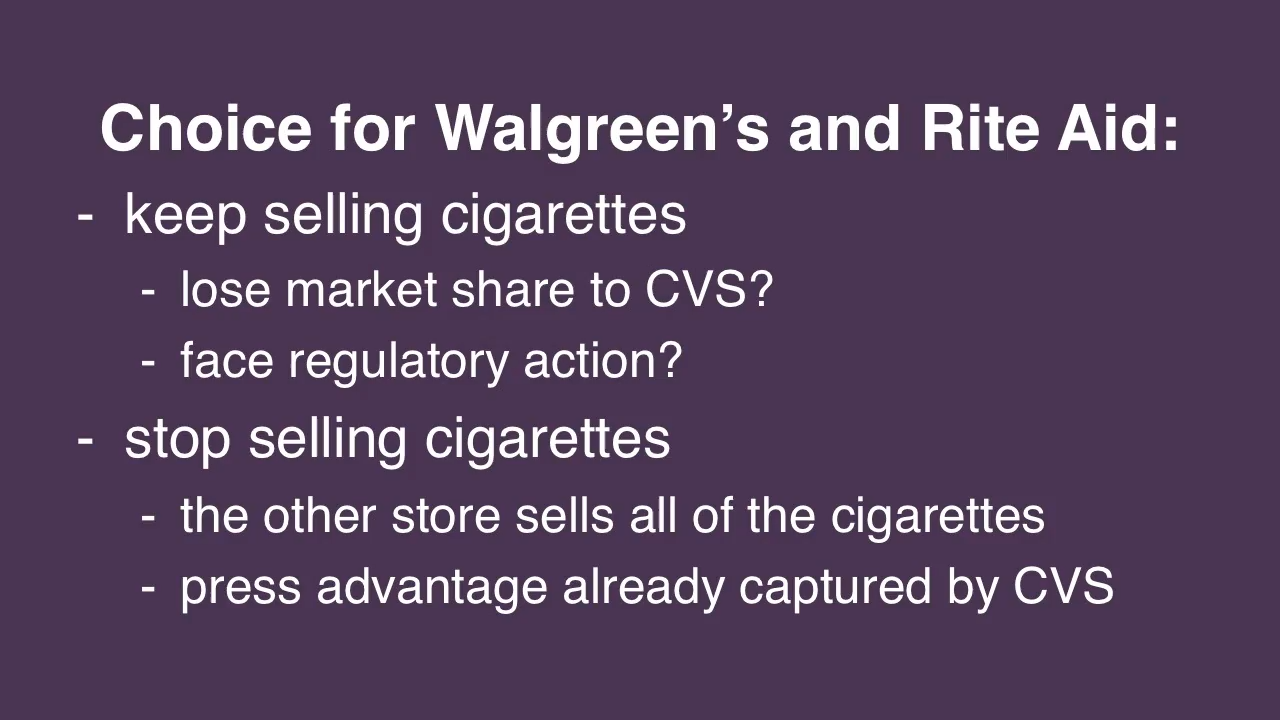 Choice for Walgreen’s and Rite Aid:
- keep selling cigarettes
- lose market share to CVS?
- face regulatory action?
- stop selling cigarettes
- the other store sells all of the cigarettes
- press advantage already captured by CVS